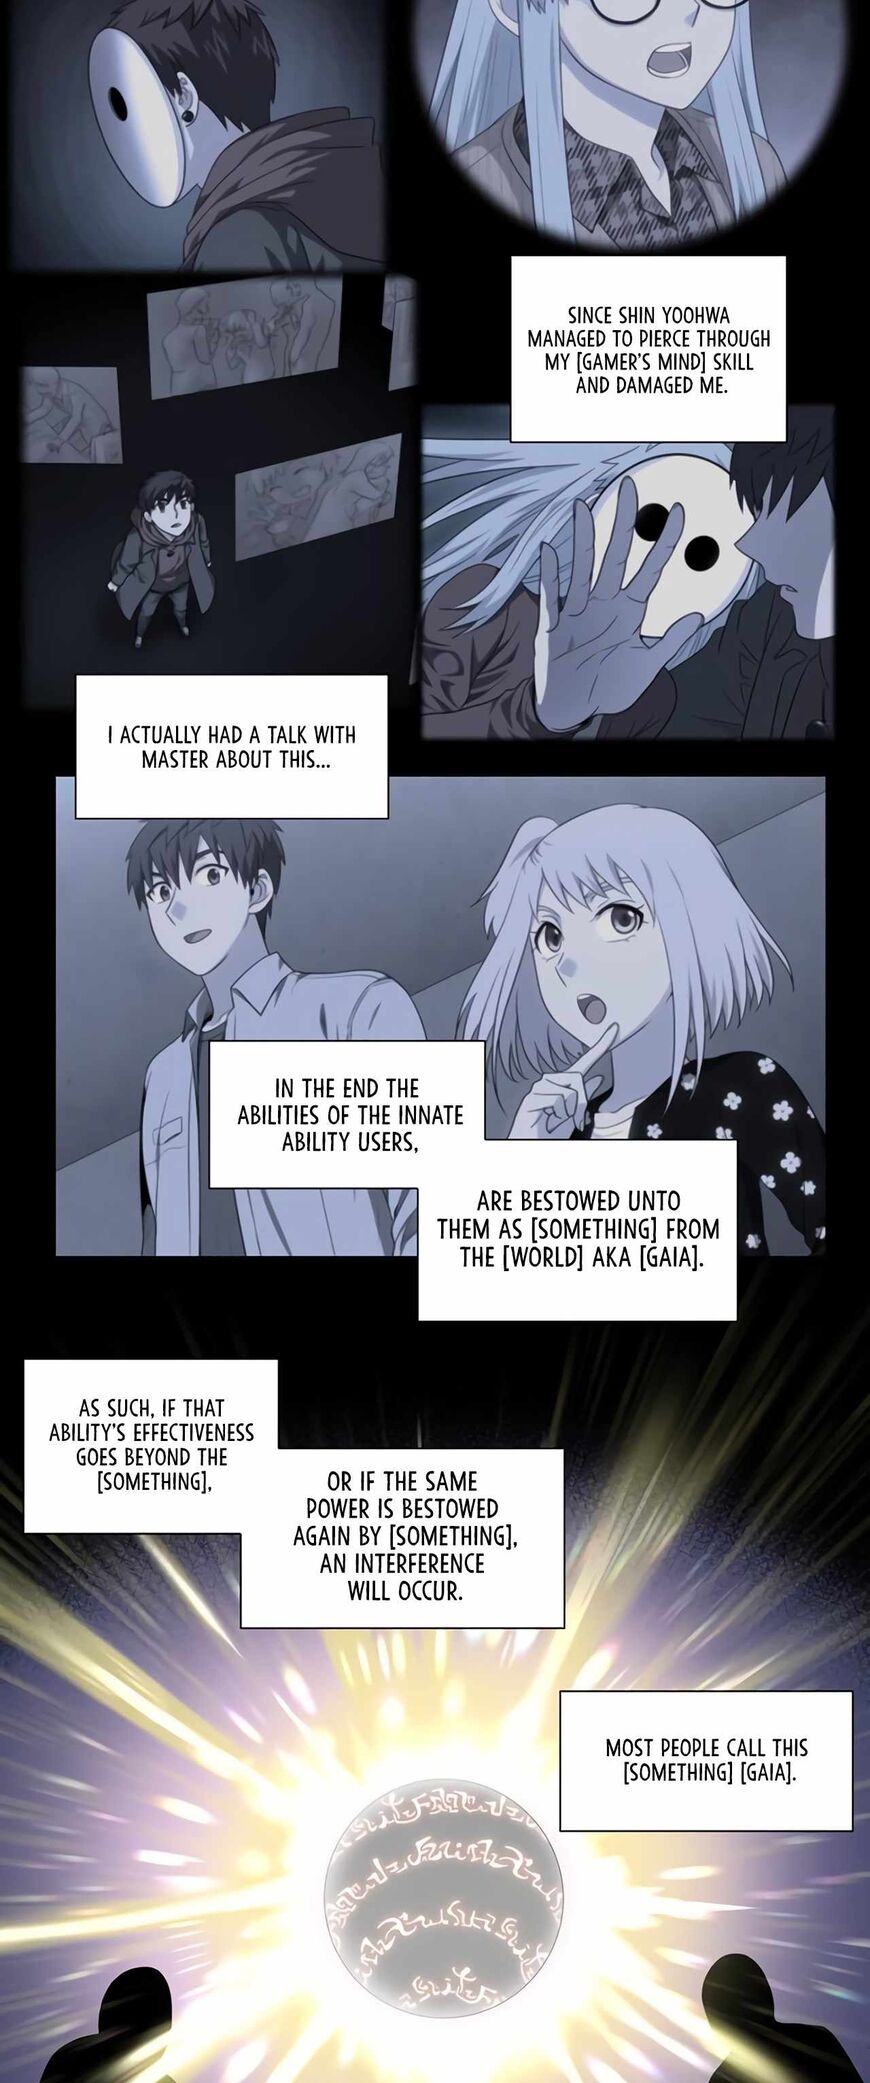 SINCE SHIN YOOHWA
MANAGED TO PIERCE THROUGH
MY [GAMER'S MIND] SKILL
AND DAMAGED ME.
I ACTUALLY HAD A TALK WITH
MASTER ABOUT THIS...
IN THE END THE
ABILITIES OF THE INNATE
ABILITY USERS,
ARE BESTOWED UNTO
THEM AS [SOMETHING] FROM
THE [WORLD] AKA [GAIA].
AS SUCH, IF THAT
ABILITY'S EFFECTIVENESS
GOES BEYOND THE
[SOMETHING],
OR IF THE SAME
POWER IS BESTOWED
AGAIN BY [SOMETHING],
AN INTERFERENCE
WILL OCCUR.
MOST PEOPLE CALL THIS
[SOMETHING] [GAIA].